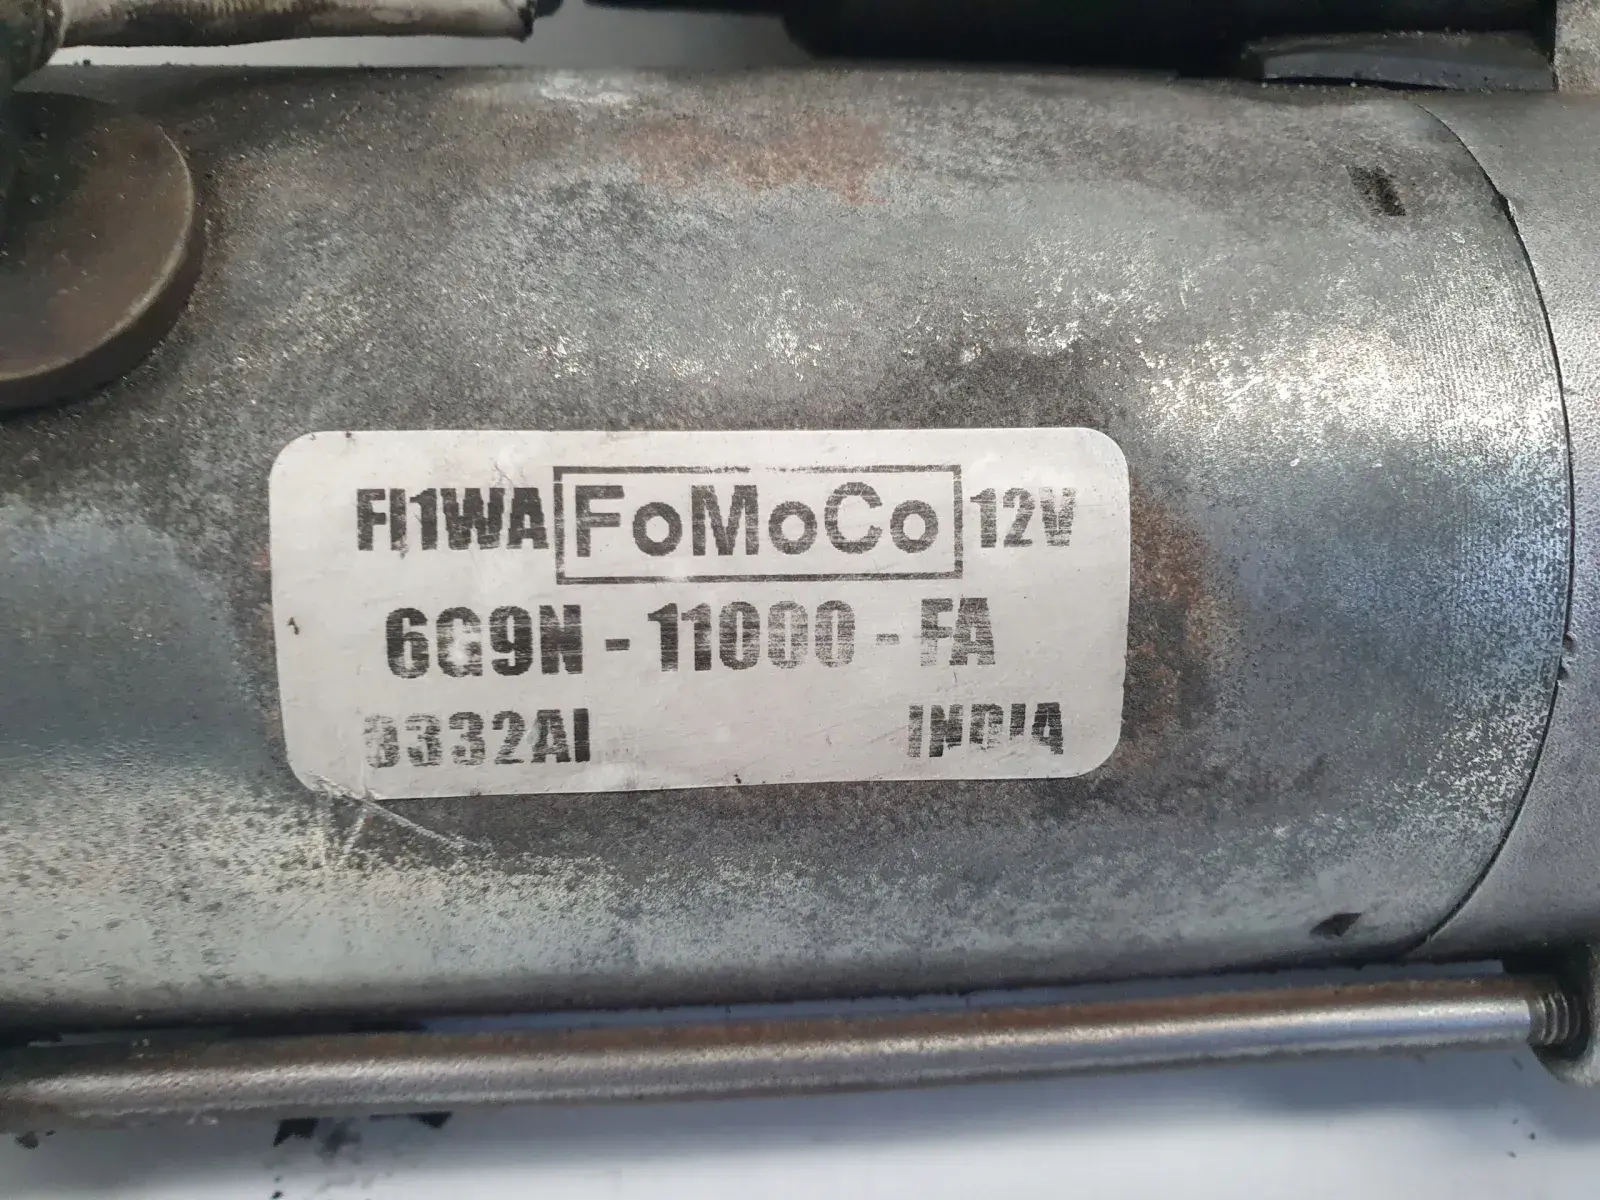 FI1WA FoMoCo 12V
6G9N - 11000 - FA
0332AI INDIA